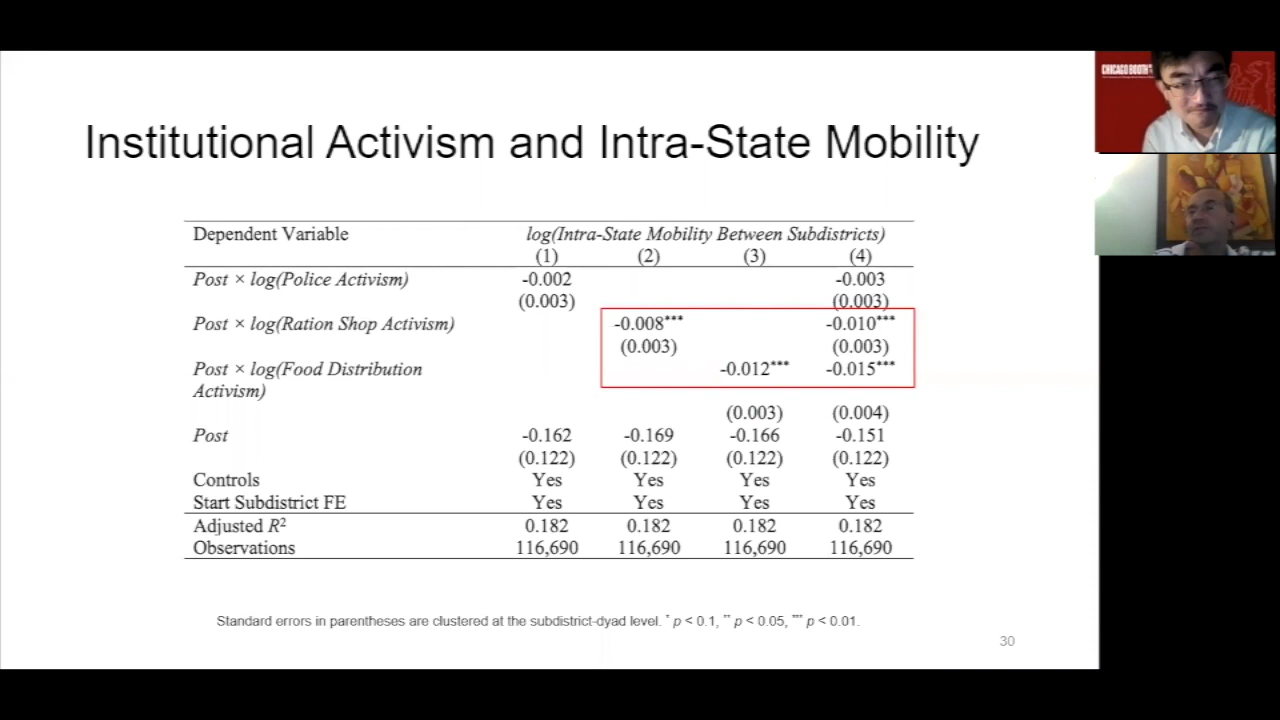 Institutional Activism and Intra-State Mobility
Dependent Variable log(Intra-State Mobility Between Subdistricts)
(1) (2) (3) (4)
Post × log(Police Activism) -0.002 -0.003
(0.003) (0.003)
Post × log(Ration Shop Activism) -0.008*** -0.010***
(0.003) (0.003)
Post × log(Food Distribution -0.012*** -0.015***
Activism)
(0.003) (0.004)
Post -0.162 -0.169 -0.166 -0.151
(0.122) (0.122) (0.122) (0.122)
Controls Yes Yes Yes Yes
Start Subdistrict FE Yes Yes Yes Yes
Adjusted R² 0.182 0.182 0.182 0.182
Observations 116,690 116,690 116,690 116,690
Standard errors in parentheses are clustered at the subdistrict-dyad level. * p < 0.1, ** p < 0.05, *** p < 0.01.
30
CHICAGO BOOTH